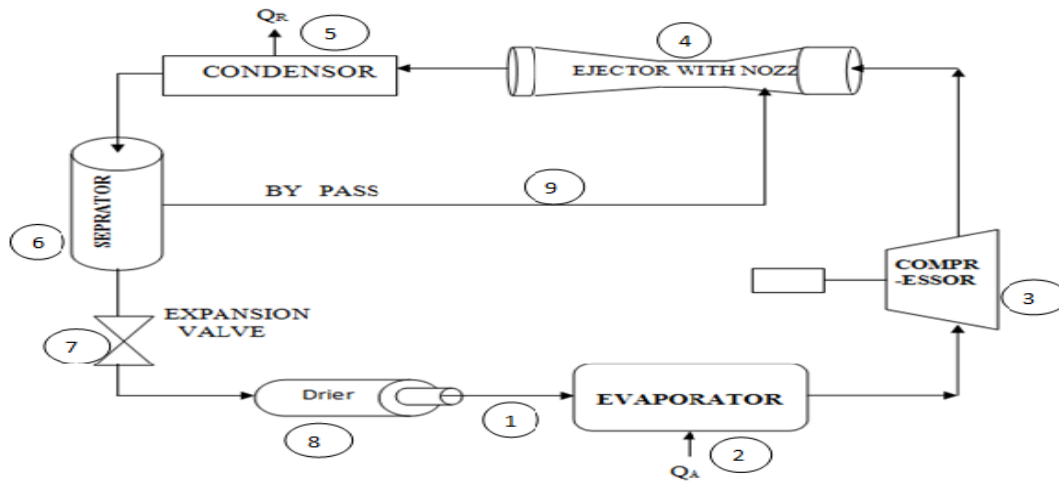 QR
5
4
CONDENSOR
EJECTOR WITH NOZZ
SEPRATOR
BY PASS
9
6
COMPR
-ESSOR
3
EXPANSION
VALVE
7
Drier
1
EVAPORATOR
8
QA
2